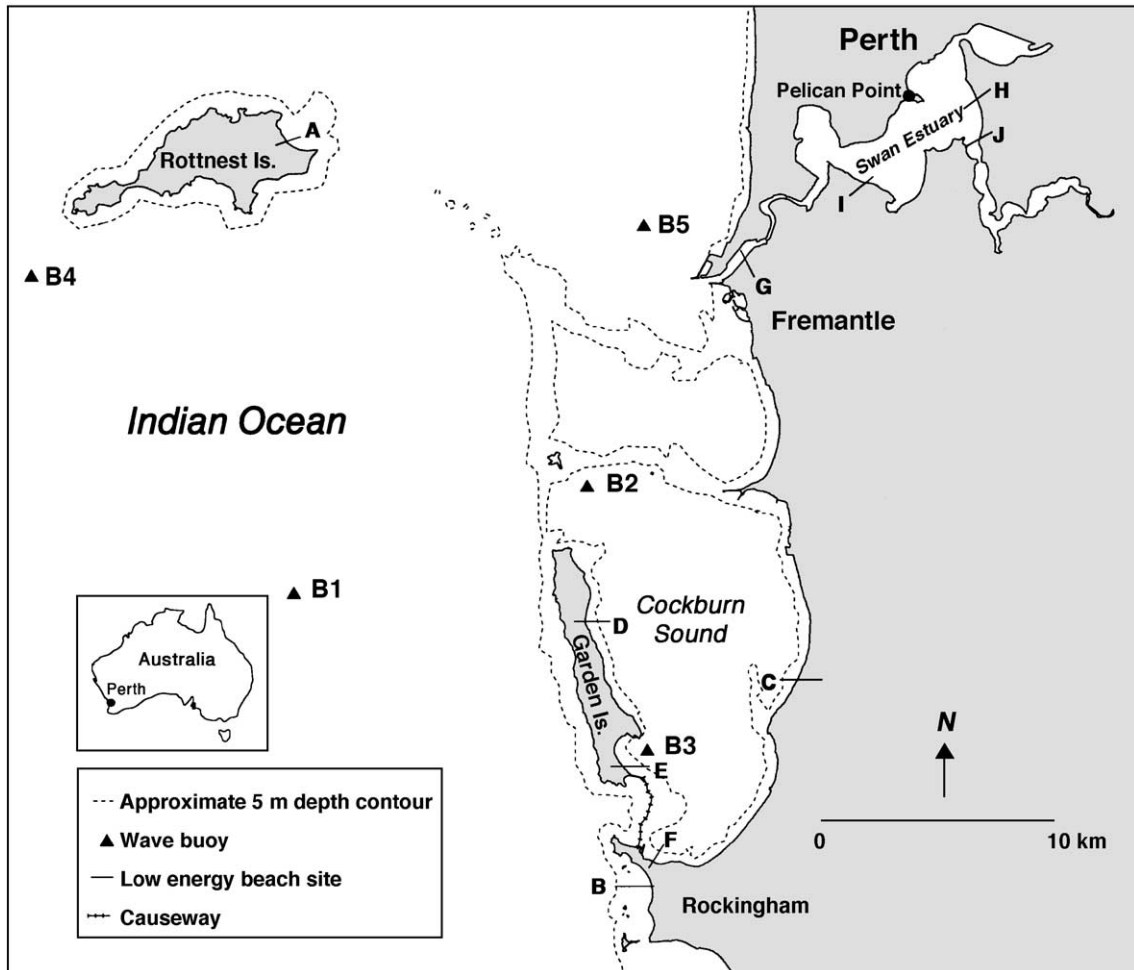 Perth
Pelican Point
H
Swan Estuary
J
A
Rottnest Is.
I
B5
B4
G
Fremantle
Indian Ocean
B2
B1
Cockburn
Sound
D
Garden Is.
C
Australia
Perth
N
B3
E
Approximate 5 m depth contour
Wave buoy
Low energy beach site
Causeway
0
10 km
F
B
Rockingham